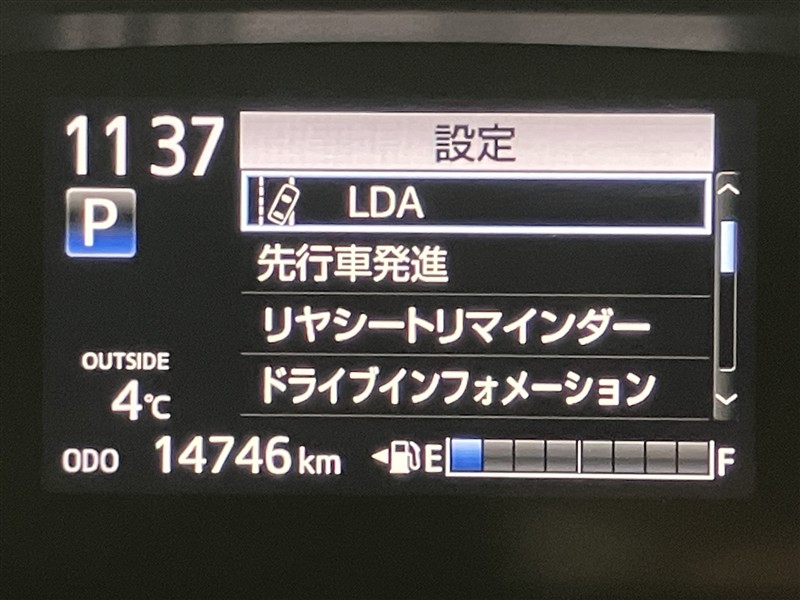 11 37
設定
P
LDA
先行車発進
リヤシートリマインダー
ドライブインフォメーション
OUTSIDE
4℃
ODO 14746 km
E F